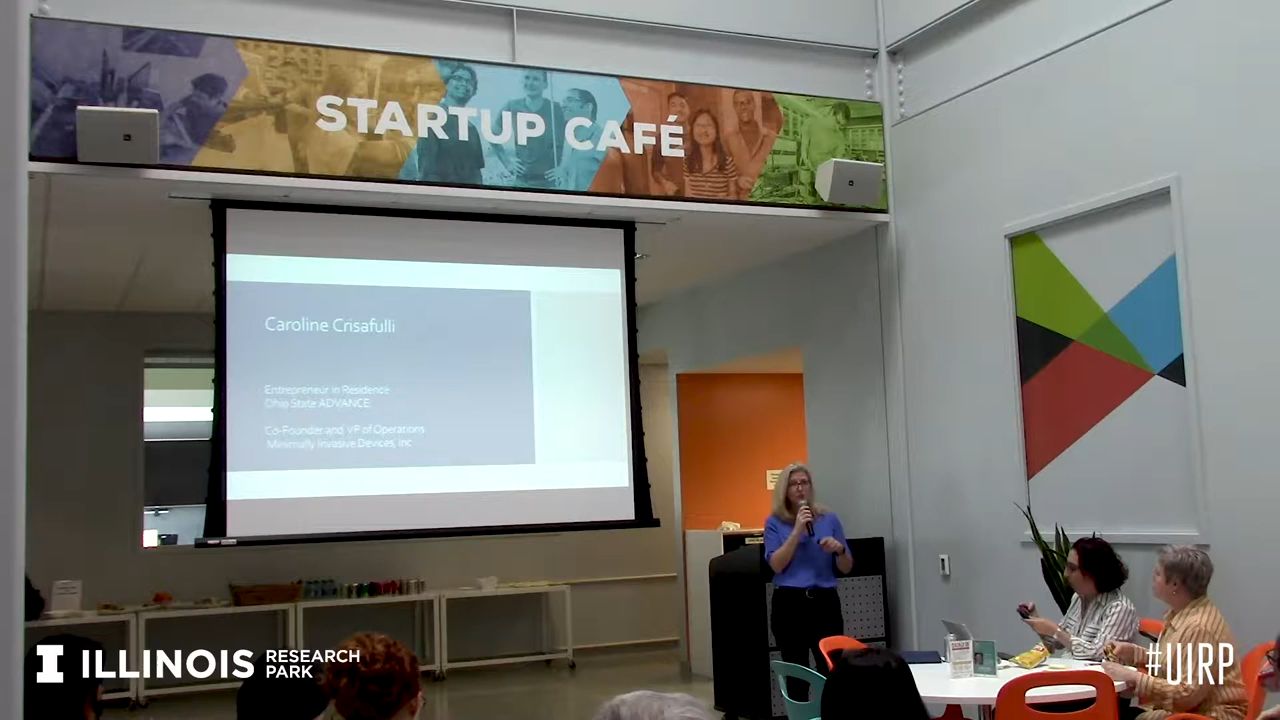 STARTUP CAFÉ
Caroline Crisafulli
Entrepreneur in Residence
Ohio State ADVANCE
Co-Founder and VP of Operations
Minimally Invasive Devices, Inc
ILLINOIS RESEARCH
PARK
#UIRP